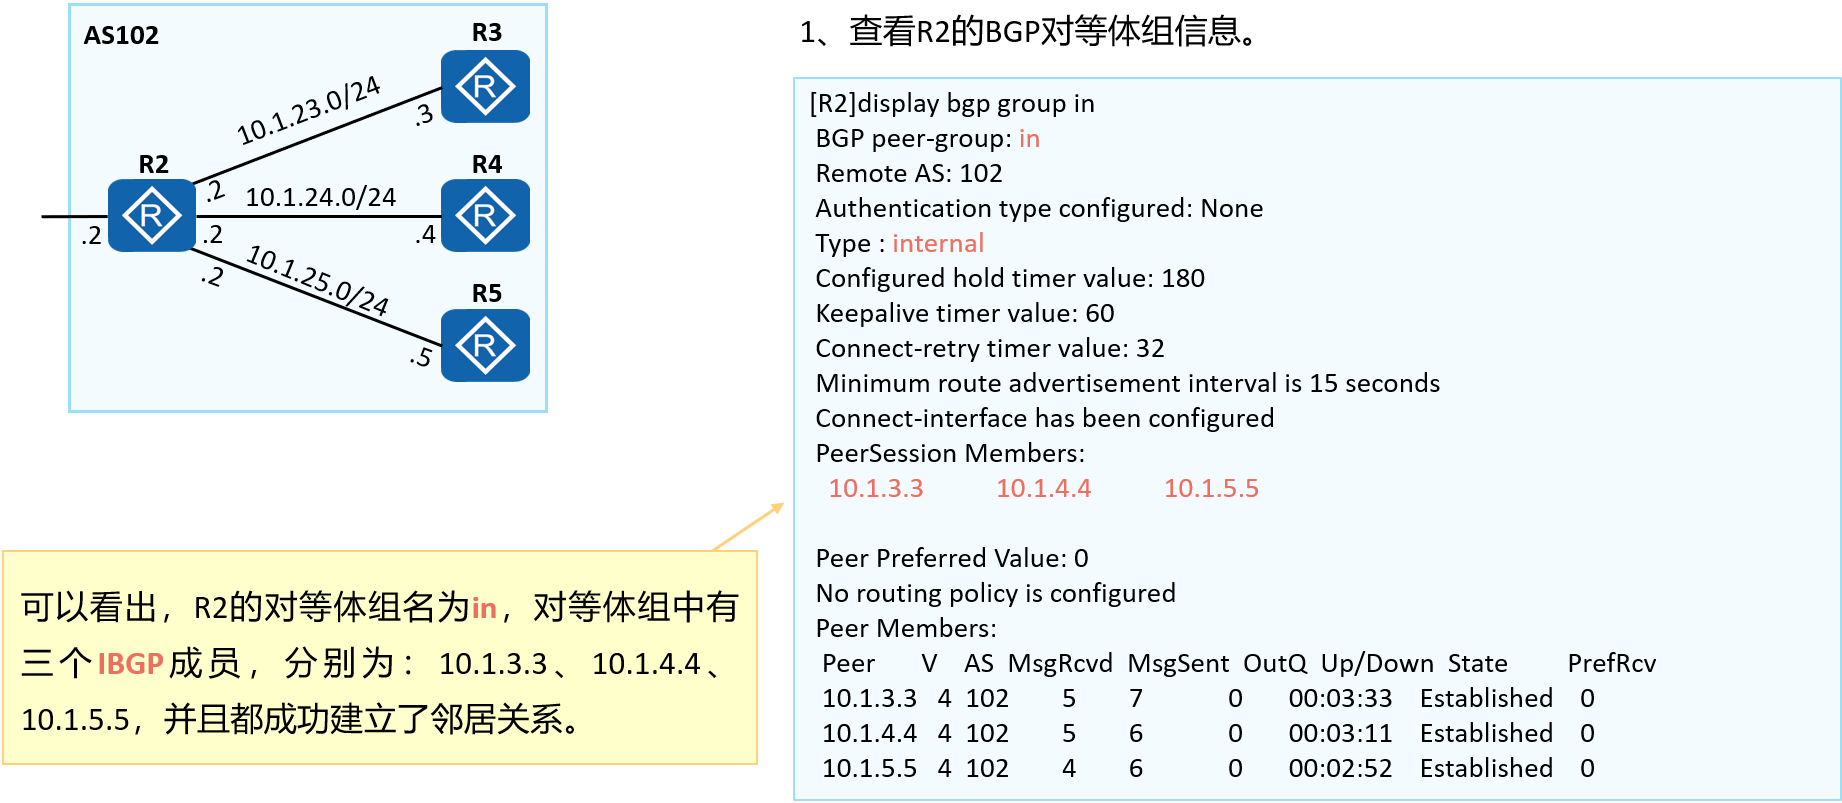 AS102
R3
10.1.23.0/24
.3
R2
R4
.2
10.1.24.0/24
.2
.2
.4
10.1.25.0/24
.2
R5
.5
R
R
R
R
可以看出，R2的对等体组名为in，对等体组中有
三个IBGP成员，分别为：10.1.3.3、10.1.4.4、
10.1.5.5，并且都成功建立了邻居关系。
1、查看R2的BGP对等体组信息。
[R2]display bgp group in
BGP peer-group: in
Remote AS: 102
Authentication type configured: None
Type : internal
Configured hold timer value: 180
Keepalive timer value: 60
Connect-retry timer value: 32
Minimum route advertisement interval is 15 seconds
Connect-interface has been configured
PeerSession Members:
10.1.3.3 10.1.4.4 10.1.5.5
Peer Preferred Value: 0
No routing policy is configured
Peer Members:
Peer V AS MsgRcvd MsgSent OutQ Up/Down State PrefRcv
10.1.3.3 4 102 5 7 0 00:03:33 Established 0
10.1.4.4 4 102 5 6 0 00:03:11 Established 0
10.1.5.5 4 102 4 6 0 00:02:52 Established 0